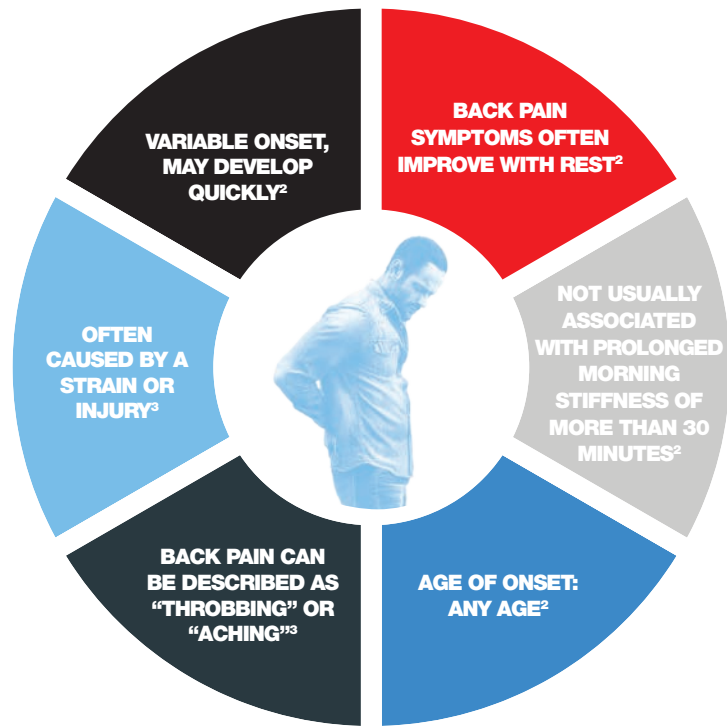 VARIABLE ONSET,
MAY DEVELOP
QUICKLY²
BACK PAIN
SYMPTOMS OFTEN
IMPROVE WITH REST²
NOT USUALLY
ASSOCIATED
WITH PROLONGED
MORNING
STIFFNESS OF
MORE THAN 30
MINUTES²
AGE OF ONSET:
ANY AGE²
BACK PAIN CAN
BE DESCRIBED AS
“THROBBING” OR
“ACHING”³
OFTEN
CAUSED BY A
STRAIN OR
INJURY³